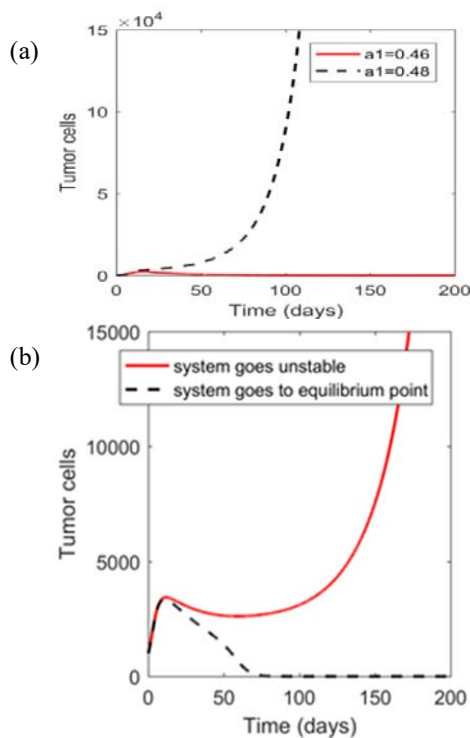 (a)
× 10⁴
15
10
5
0
Tumor cells
a1=0.46
a1=0.48
0 50 100 150 200
Time (days)
(b)
15000
10000
5000
0
Tumor cells
system goes unstable
system goes to equilibrium point
0 50 100 150 200
Time (days)